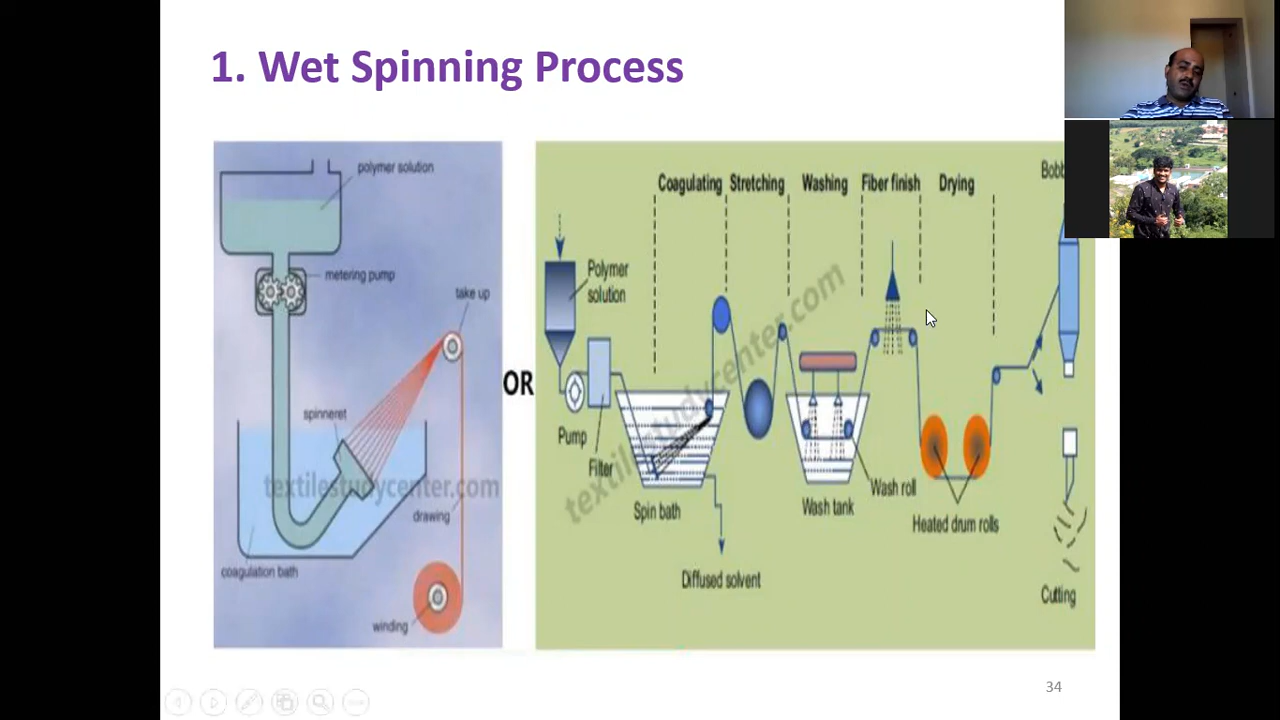 1. Wet Spinning Process
polymer solution
metering pump
take up
spinneret
textilestudycenter.com
drawing
coagulation bath
winding
OR
Coagulating Stretching Washing Fiber finish Drying
Polymer
solution
textilestudycenter.com
Pump
Filter
Spin bath
Wash tank
Wash roll
Heated drum rolls
Diffused solvent
Cutting
34